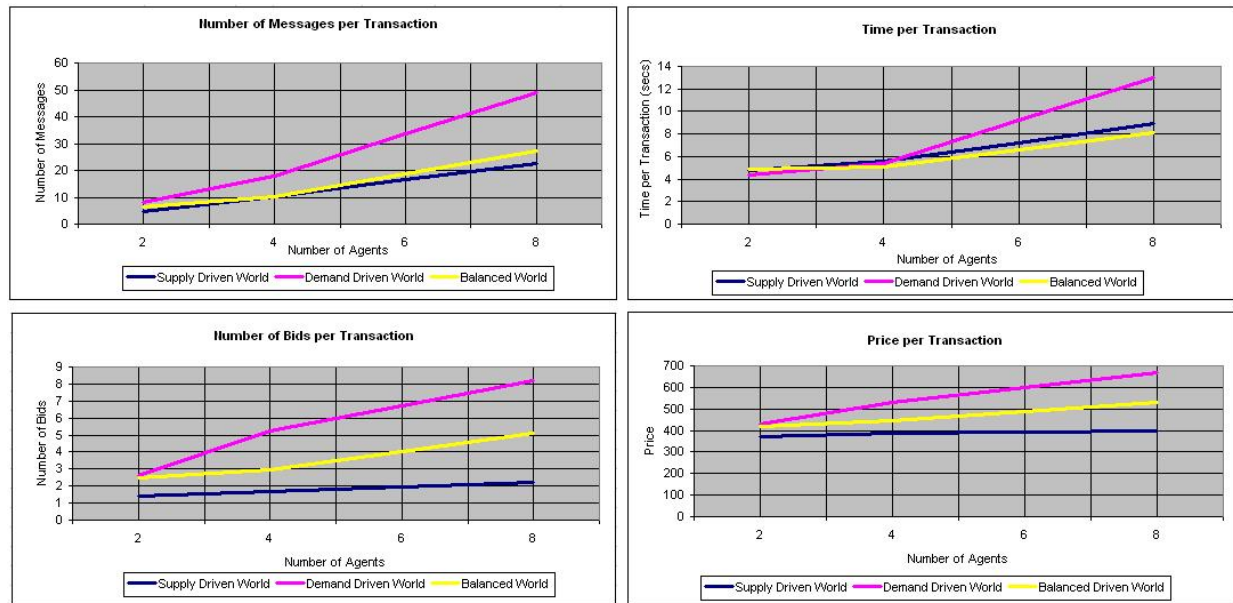 Number of Messages per Transaction
60
50
40
30
20
10
0
Number of Messages
2 4 6 8
Number of Agents
Supply Driven World Demand Driven World Balanced World
Time per Transaction
14
12
10
8
6
4
2
0
Time per Transaction (secs)
2 4 6 8
Number of Agents
Supply Driven World Demand Driven World Balanced World
Number of Bids per Transaction
9
8
7
6
5
4
3
2
1
0
Number of Bids
2 4 6 8
Number of Agents
Supply Driven World Demand Driven World Balanced World
Price per Transaction
700
600
500
400
300
200
100
0
Price
2 4 6 8
Number of Agents
Supply Driven World Demand Driven World Balanced Driven World